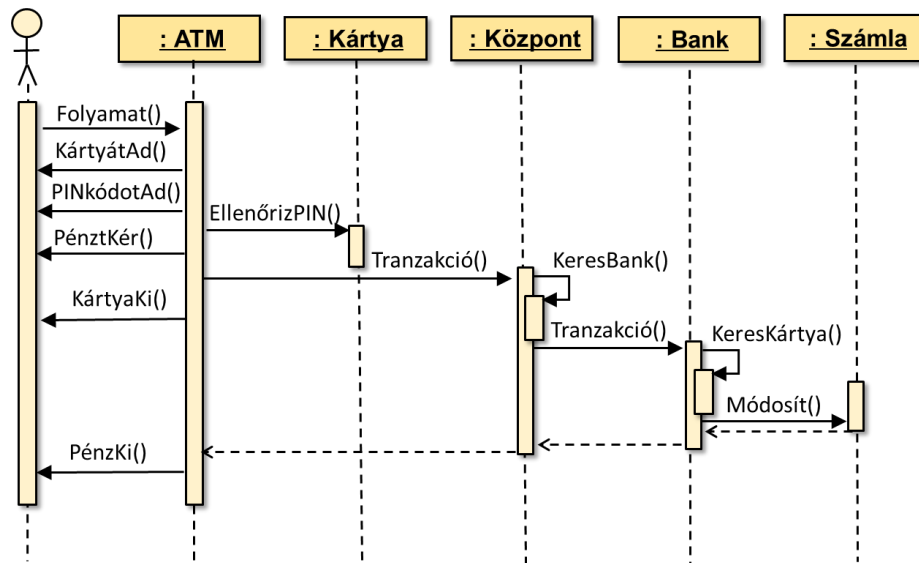 : ATM
: Kártya
: Központ
: Bank
: Számla
Folyamat()
KártyátAd()
PINkódotAd()
EllenőrizPIN()
PénztKér()
Tranzakció()
KeresBank()
KártyaKi()
Tranzakció()
KeresKártya()
Módosít()
PénzKi()